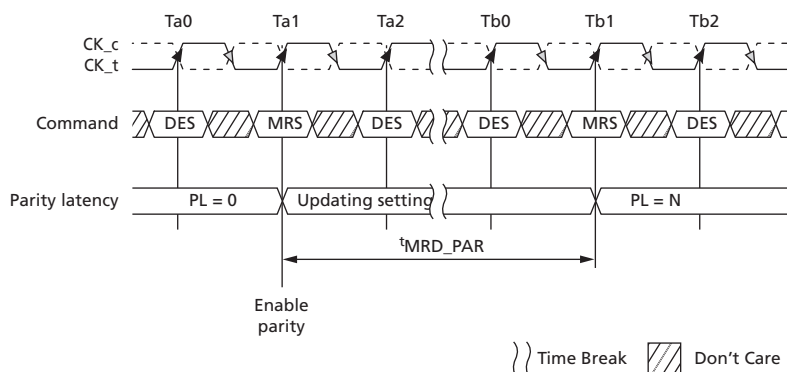 Ta0 Ta1 Ta2 Tb0 Tb1 Tb2
CK_c
CK_t
Command DES MRS DES DES MRS DES
Parity latency PL = 0 Updating setting PL = N
tMRD_PAR
Enable
parity
Time Break Don't Care